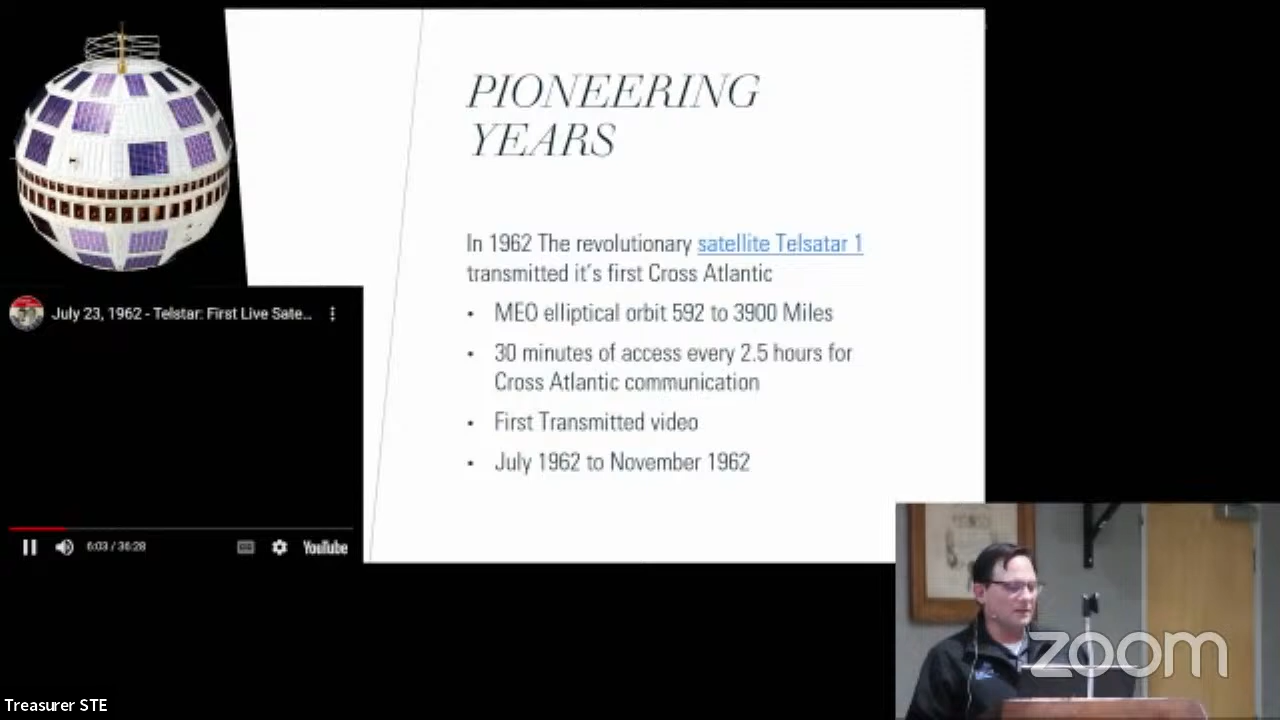 PIONEERING
YEARS
In 1962 The revolutionary satellite Telsatar 1
transmitted it's first Cross Atlantic
• MEO elliptical orbit 592 to 3900 Miles
• 30 minutes of access every 2.5 hours for
Cross Atlantic communication
• First Transmitted video
• July 1962 to November 1962
July 23, 1962 - Telstar: First Live Sate...
6:03 / 36:28
YouTube
zoom
Treasurer STE